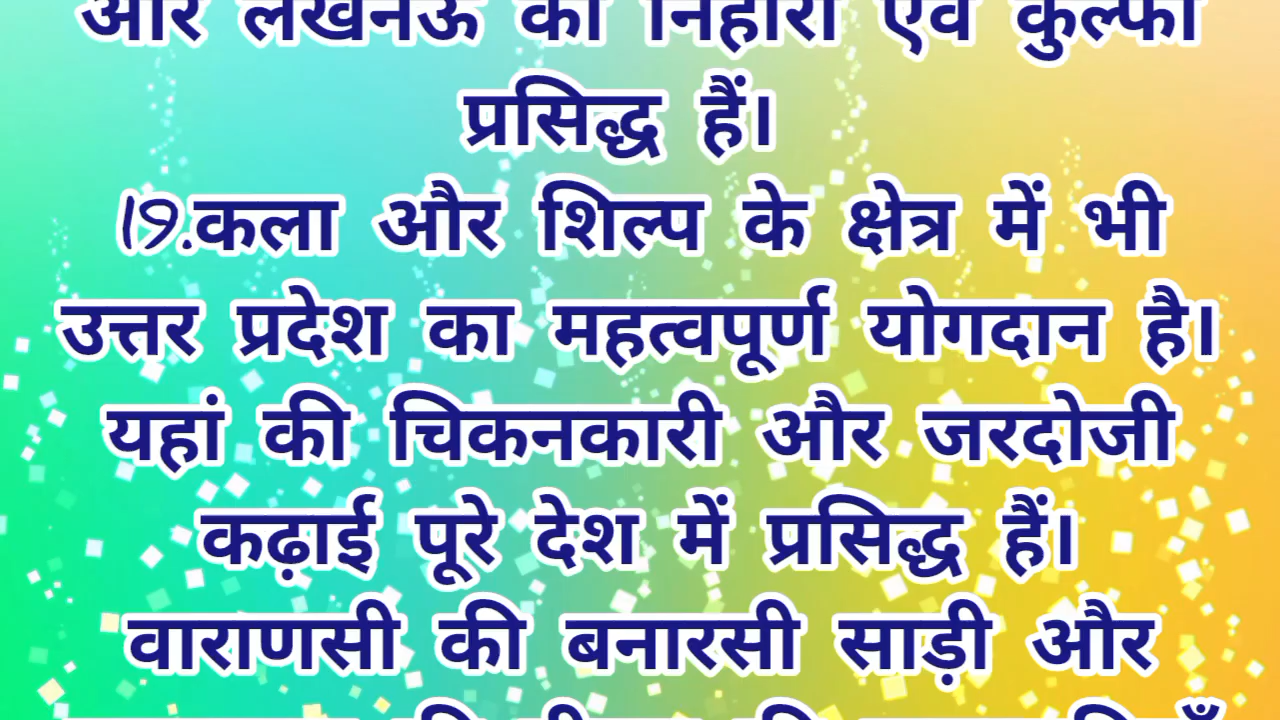 और लखनऊ की निहारी एवं कुल्फी
प्रसिद्ध हैं।
19.कला और शिल्प के क्षेत्र में भी
उत्तर प्रदेश का महत्वपूर्ण योगदान है।
यहां की चिकनकारी और जरदोजी
कढ़ाई पूरे देश में प्रसिद्ध हैं।
वाराणसी की बनारसी साड़ी और